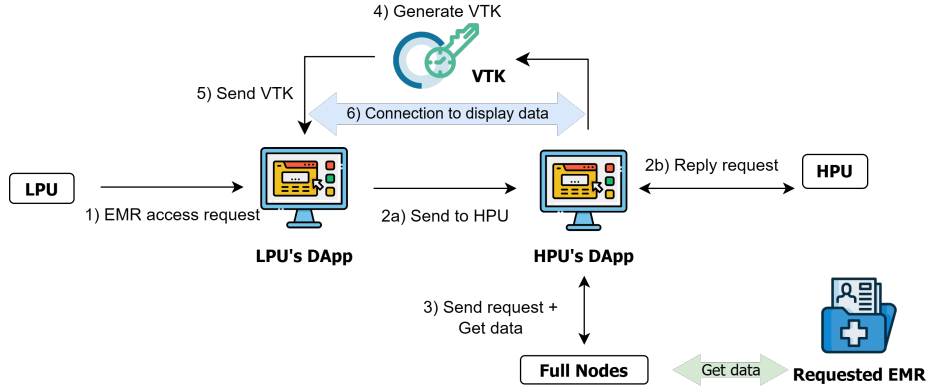 4) Generate VTK
VTK
5) Send VTK
6) Connection to display data
2b) Reply request
LPU
HPU
1) EMR access request
2a) Send to HPU
LPU's DApp
HPU's DApp
3) Send request +
Get data
Full Nodes
Get data
Requested EMR